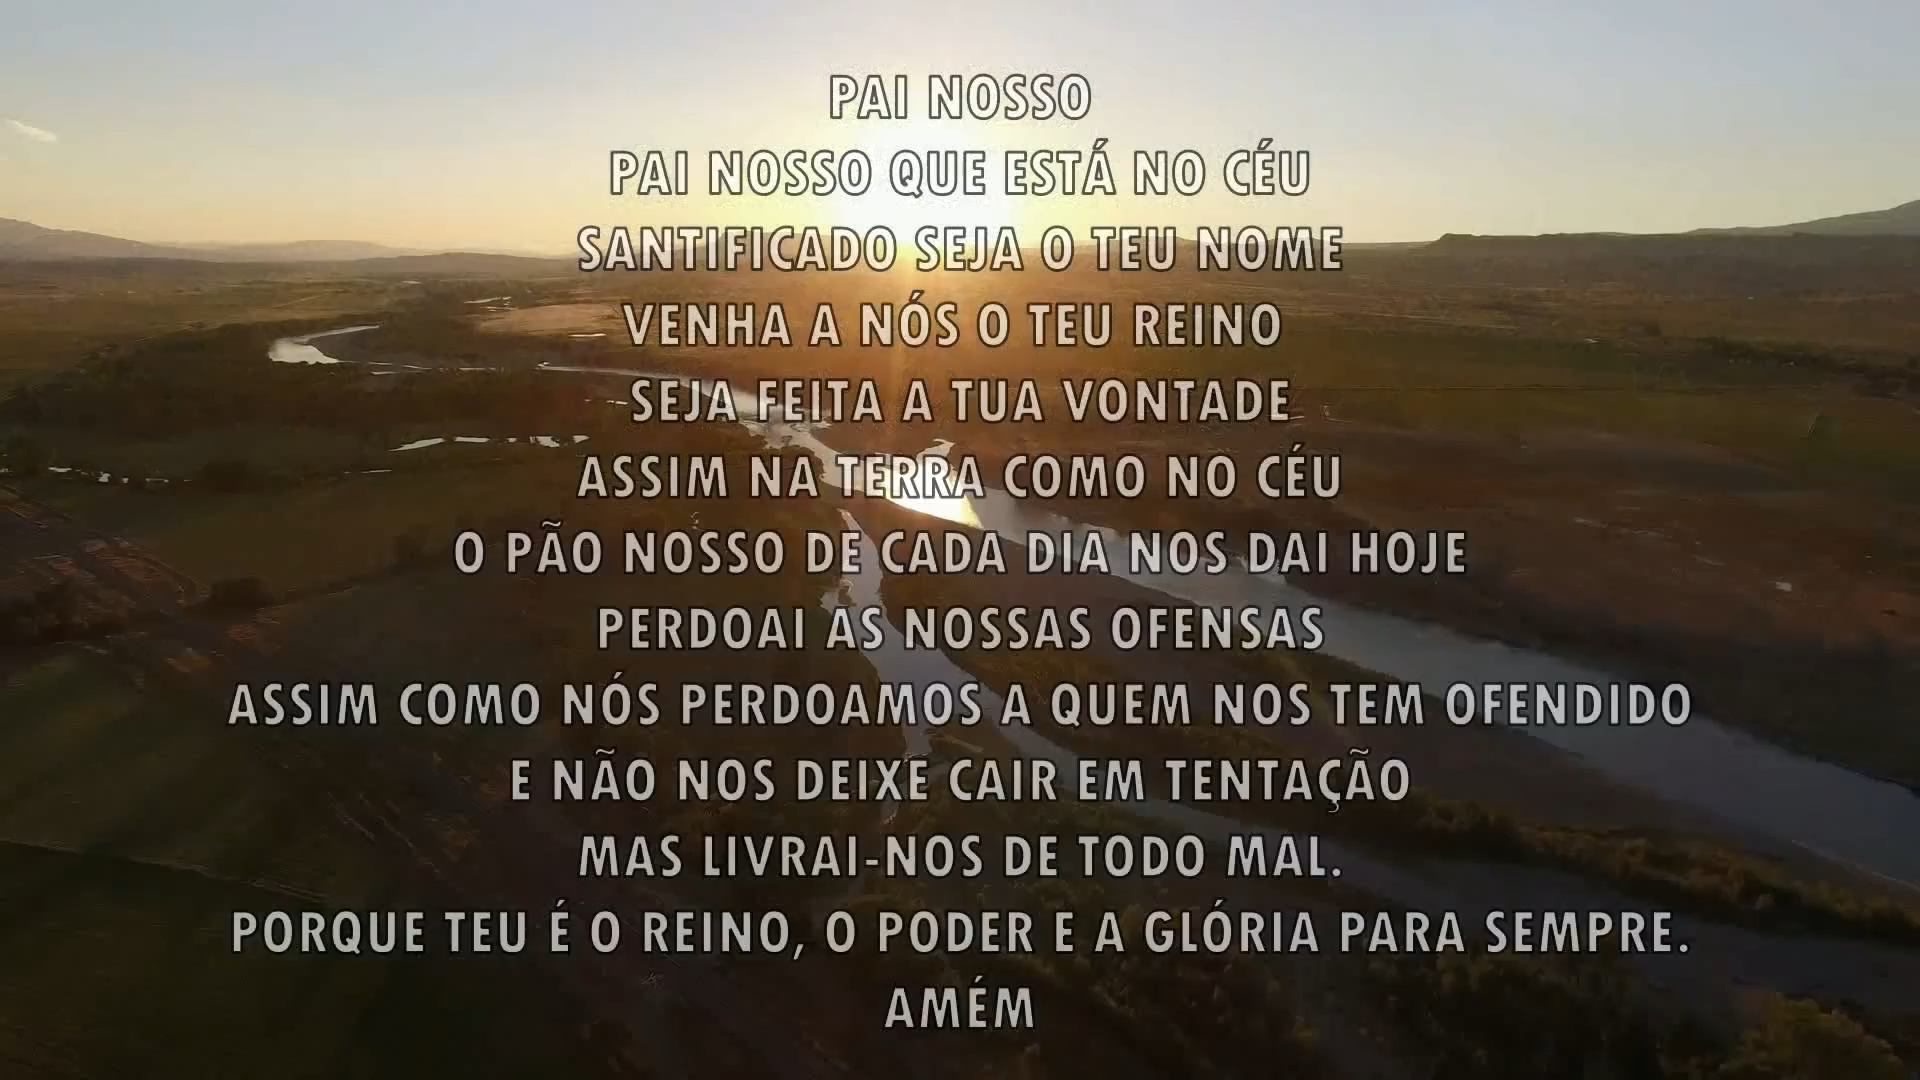 PAI NOSSO
PAI NOSSO QUE ESTÁ NO CÉU
SANTIFICADO SEJA O TEU NOME
VENHA A NÓS O TEU REINO
SEJA FEITA A TUA VONTADE
ASSIM NA TERRA COMO NO CÉU
O PÃO NOSSO DE CADA DIA NOS DAI HOJE
PERDOAI AS NOSSAS OFENSAS
ASSIM COMO NÓS PERDOAMOS A QUEM NOS TEM OFENDIDO
E NÃO NOS DEIXE CAIR EM TENTAÇÃO
MAS LIVRAI-NOS DE TODO MAL.
PORQUE TEU É O REINO, O PODER E A GLÓRIA PARA SEMPRE.
AMÉM